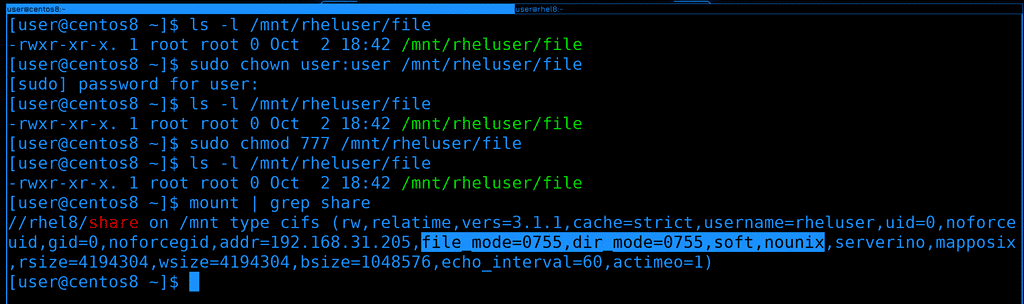 user@centos8:~
user@rhel8:~
[user@centos8 ~]$ ls -l /mnt/rheluser/file
-rwxr-xr-x. 1 root root 0 Oct  2 18:42 /mnt/rheluser/file
[user@centos8 ~]$ sudo chown user:user /mnt/rheluser/file
[sudo] password for user:
[user@centos8 ~]$ ls -l /mnt/rheluser/file
-rwxr-xr-x. 1 root root 0 Oct  2 18:42 /mnt/rheluser/file
[user@centos8 ~]$ sudo chmod 777 /mnt/rheluser/file
[user@centos8 ~]$ ls -l /mnt/rheluser/file
-rwxr-xr-x. 1 root root 0 Oct  2 18:42 /mnt/rheluser/file
[user@centos8 ~]$ mount | grep share
//rhel8/share on /mnt type cifs (rw,relatime,vers=3.1.1,cache=strict,username=rheluser,uid=0,noforce
uid,gid=0,noforcegid,addr=192.168.31.205,file_mode=0755,dir_mode=0755,soft,nounix,serverino,mapposix
,rsize=4194304,wsize=4194304,bsize=1048576,echo_interval=60,actimeo=1)
[user@centos8 ~]$